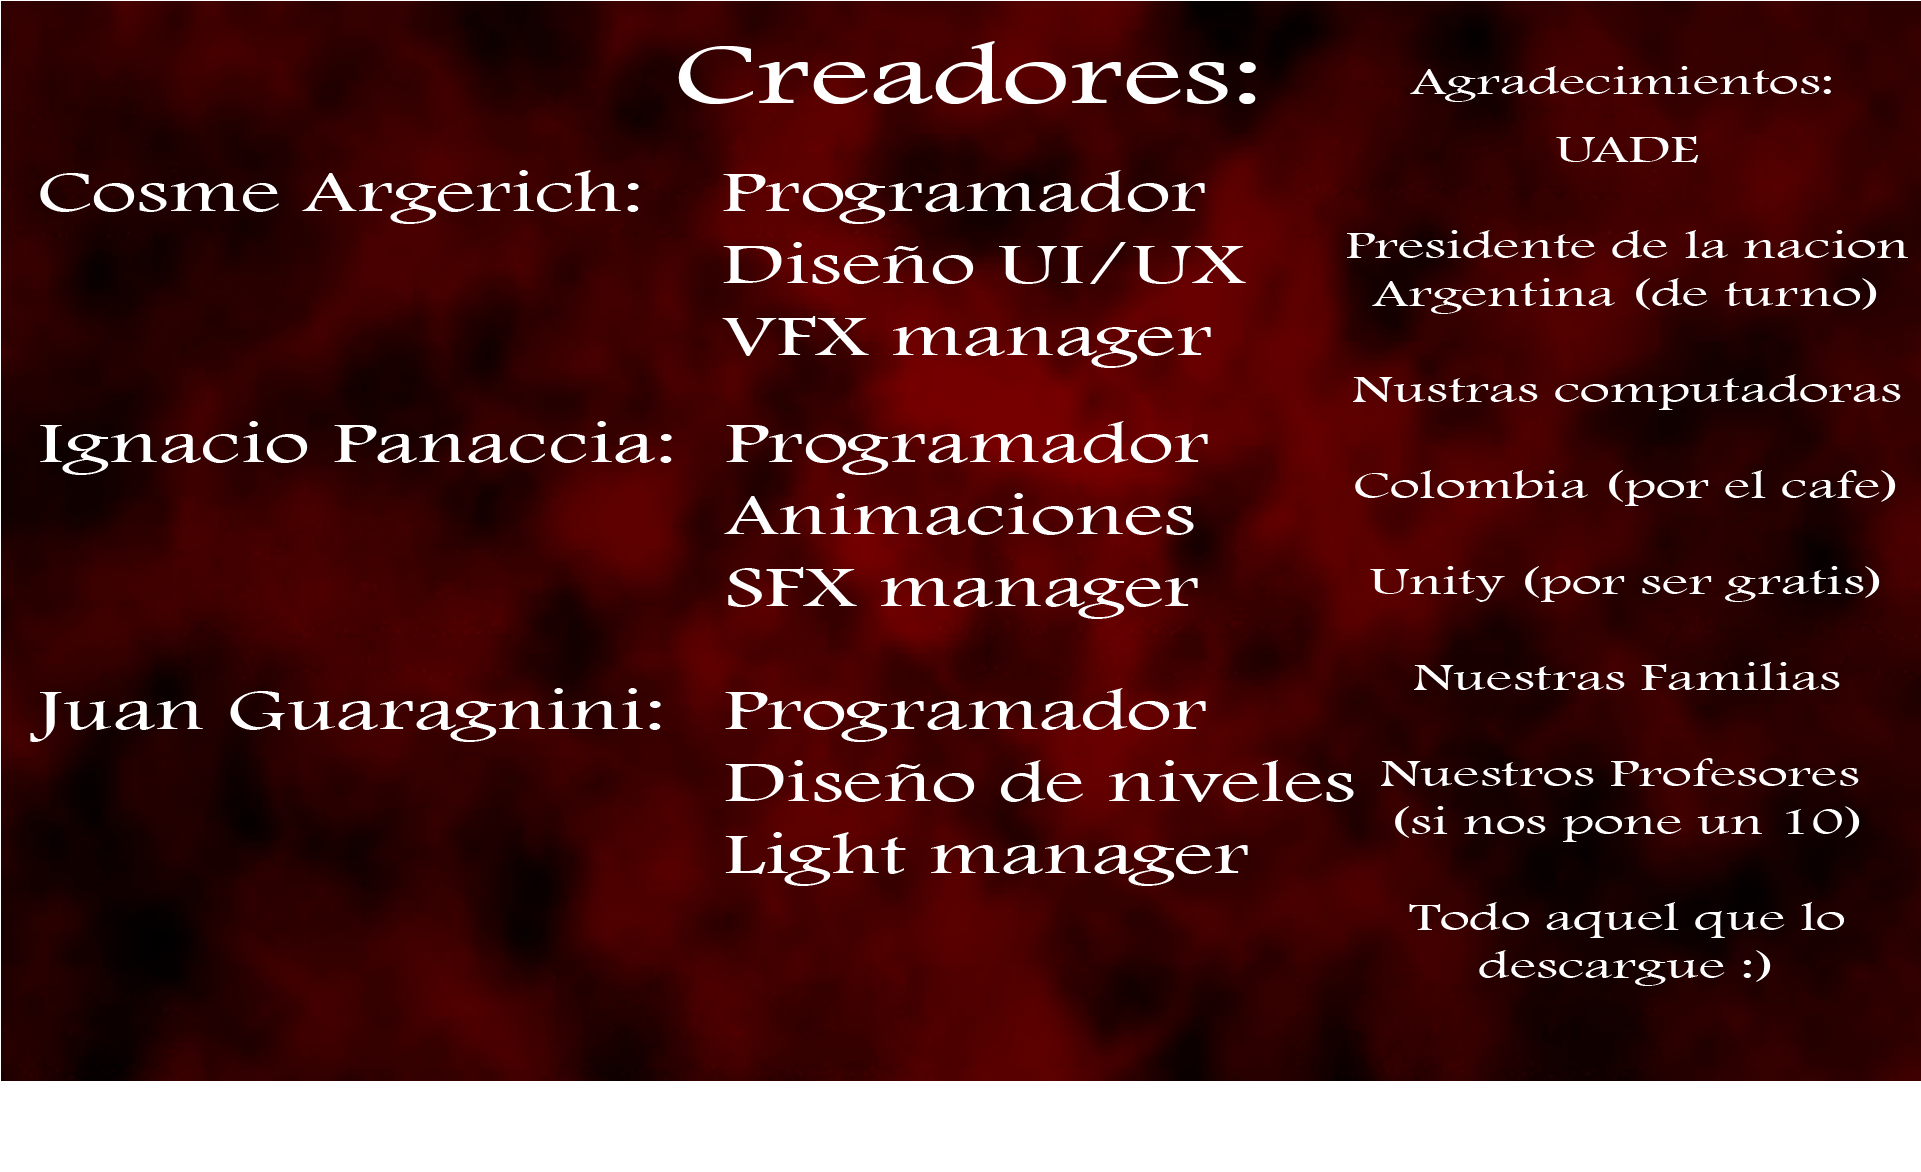 Creadores:
Cosme Argerich: Programador
Diseño UI/UX
VFX manager
Ignacio Panaccia: Programador
Animaciones
SFX manager
Juan Guaragnini: Programador
Diseño de niveles
Light manager
Agradecimientos:
UADE
Presidente de la nacion
Argentina (de turno)
Nustras computadoras
Colombia (por el cafe)
Unity (por ser gratis)
Nuestras Familias
Nuestros Profesores
(si nos pone un 10)
Todo aquel que lo
descargue :)